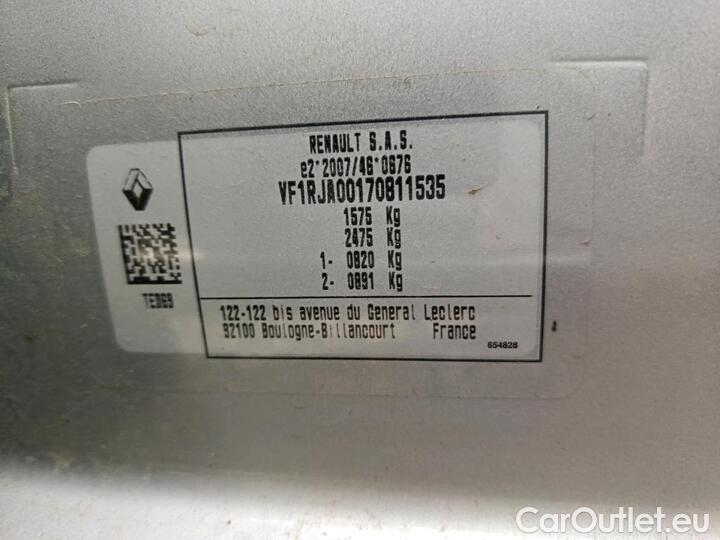 RENAULT S.A.S.
e2*2007/46*0676
VF1RJA00170811535
1575 Kg
2475 Kg
1- 0820 Kg
2- 0891 Kg
TED69
122-122 bis avenue du General Leclerc
92100 Boulogne-Billancourt France
654828
CarOutlet.eu